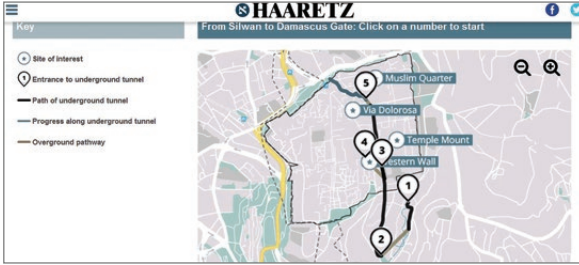 HAARETZ
Key
From Silwan to Damascus Gate: Click on a number to start
Site of interest
1 Entrance to underground tunnel
Path of underground tunnel
Progress along underground tunnel
Overground pathway
5 Muslim Quarter
Via Dolorosa
4 Temple Mount
3
estern Wall
1
2